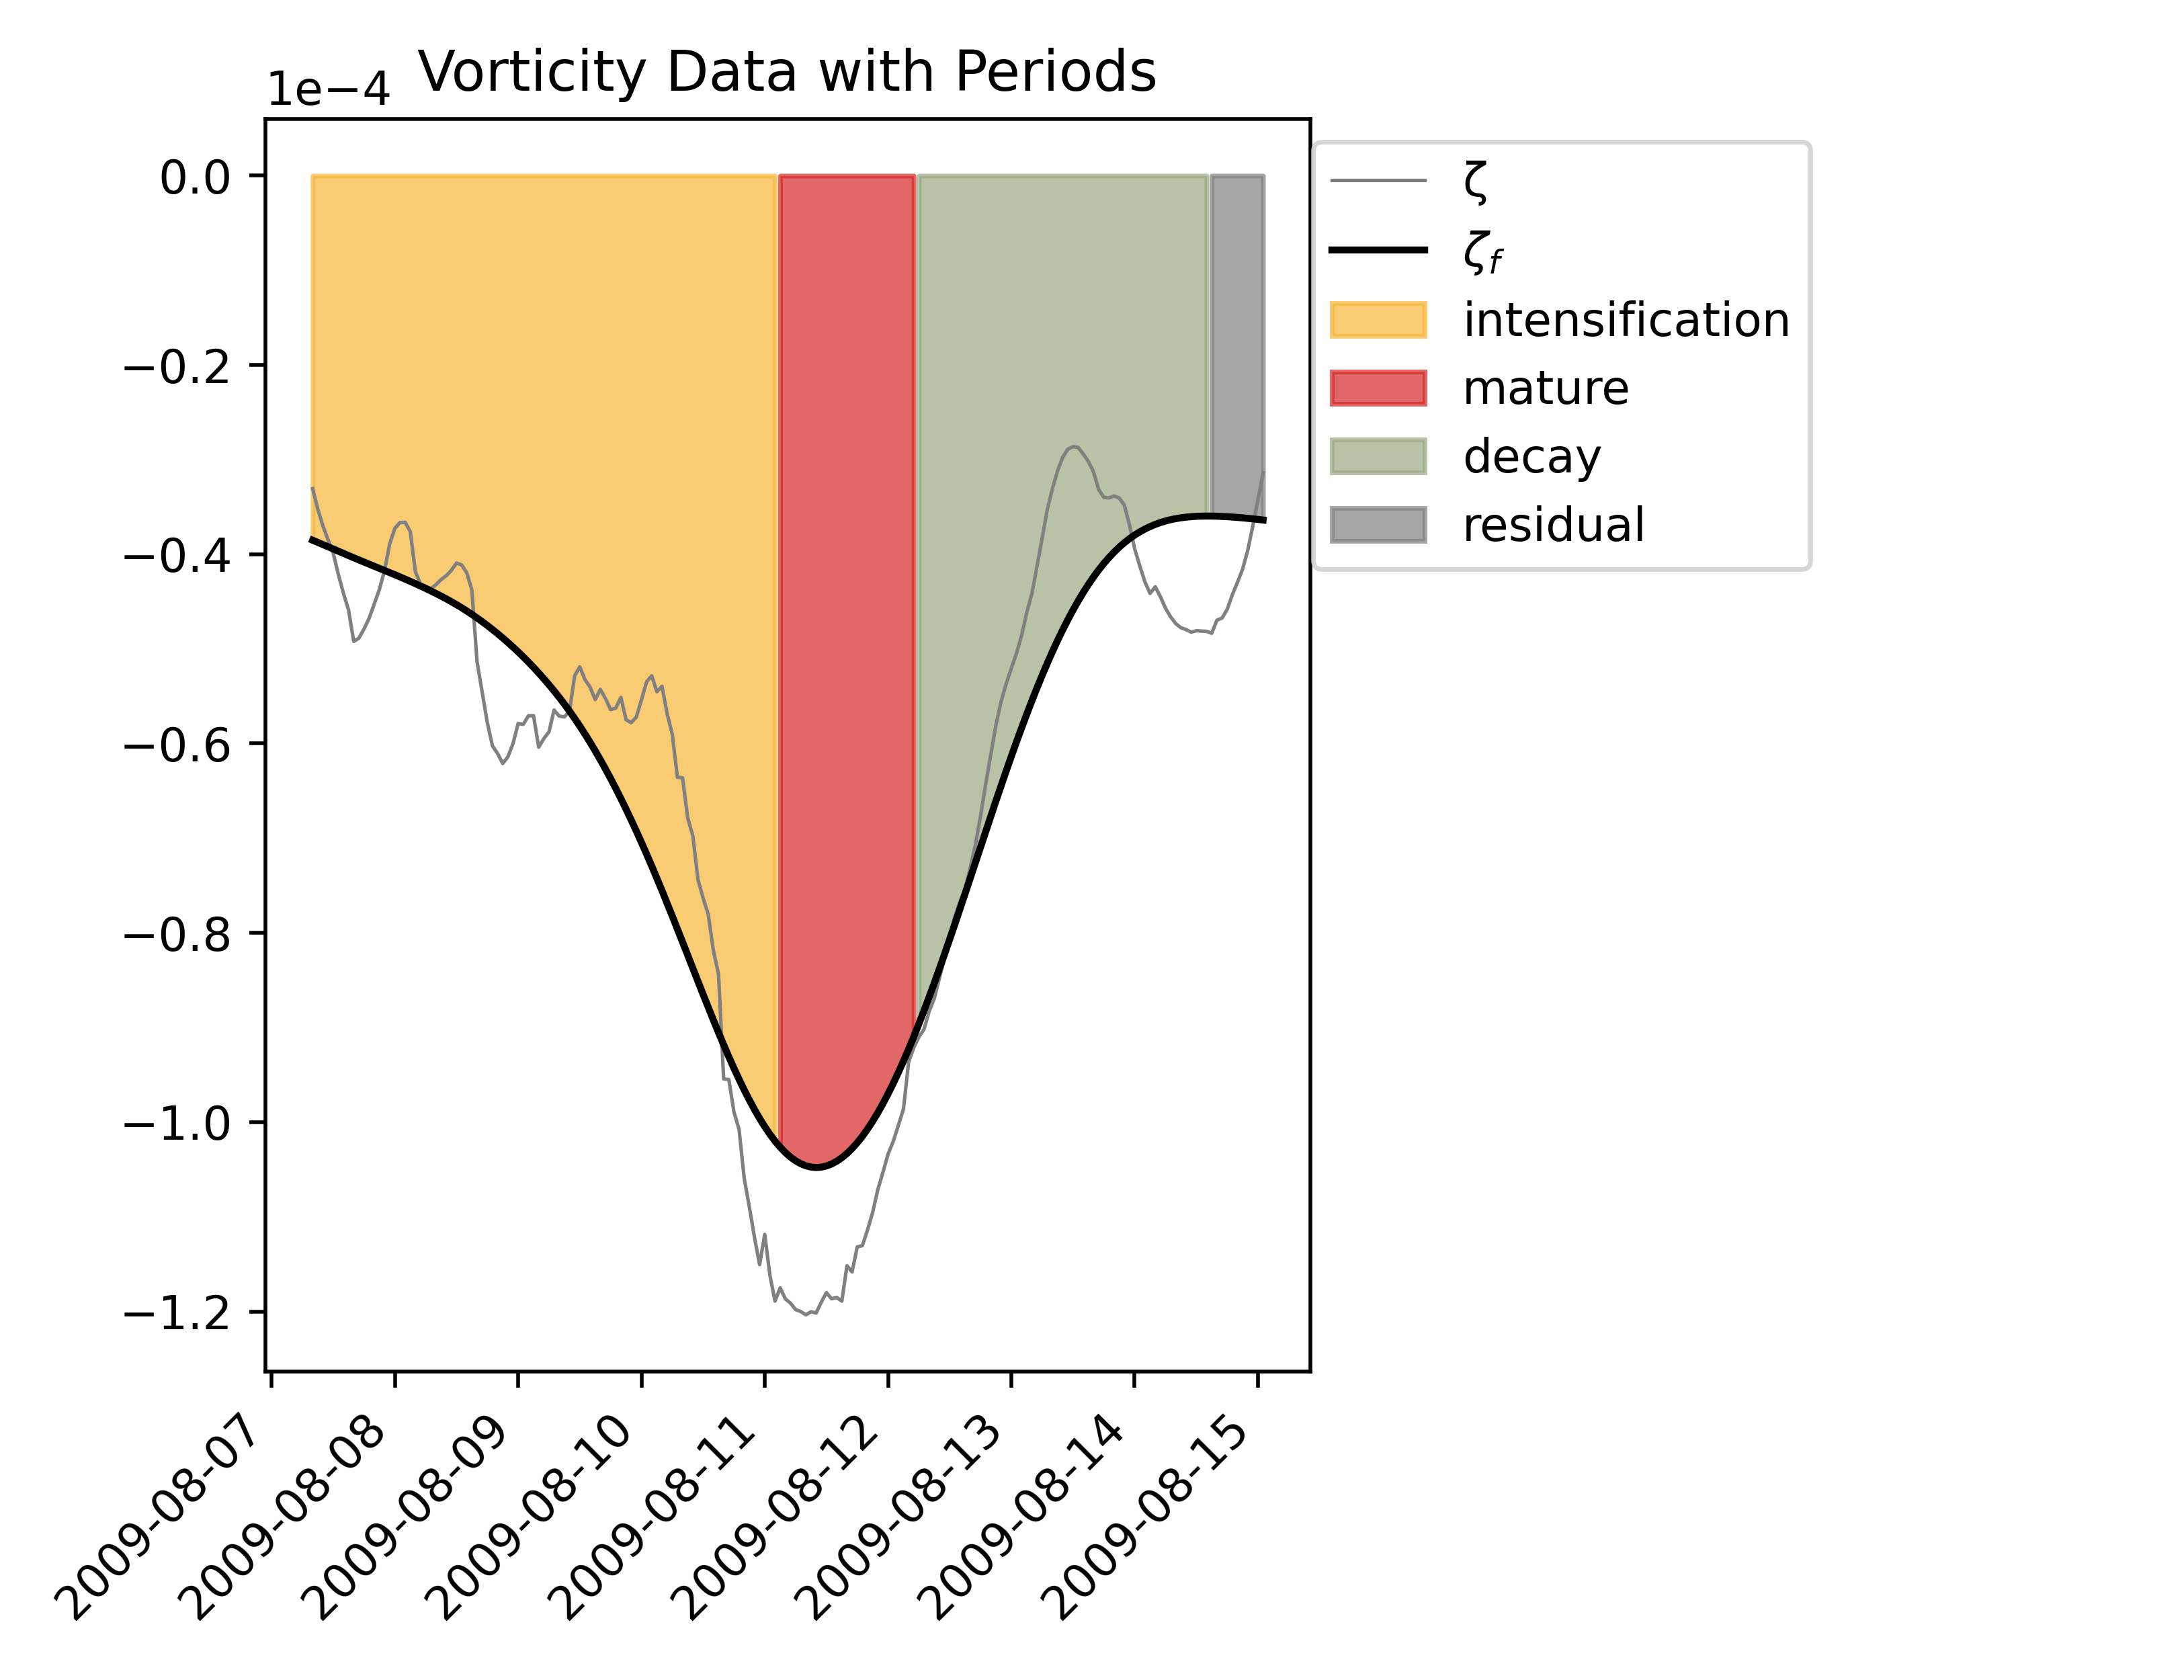 Vorticity Data with Periods
1e−4
0.0
−0.2
−0.4
−0.6
−0.8
−1.0
−1.2
2009-08-07
2009-08-08
2009-08-09
2009-08-10
2009-08-11
2009-08-12
2009-08-13
2009-08-14
2009-08-15
ζ
ζf
intensification
mature
decay
residual